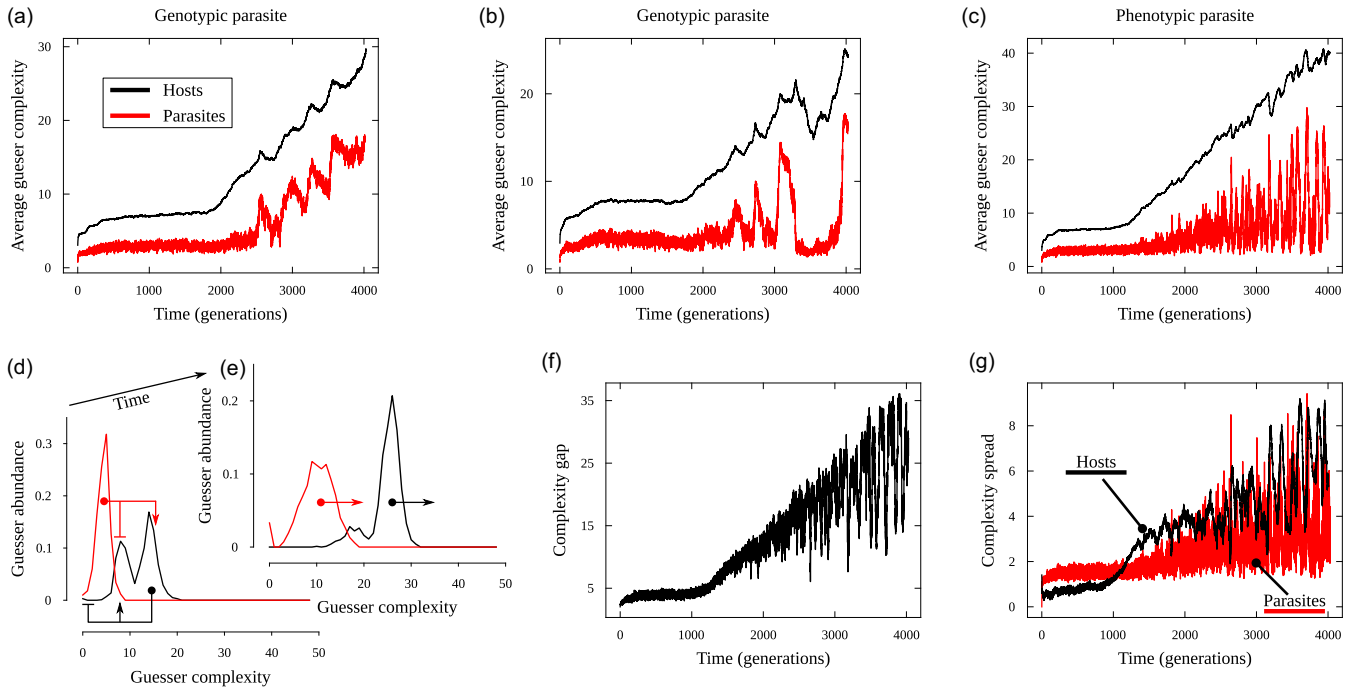 (a)
Genotypic parasite
Average gueser complexity
30
20
10
0
Hosts
Parasites
0 1000 2000 3000 4000
Time (generations)
(b)
Genotypic parasite
Average guesser complexity
20
10
0
0 1000 2000 3000 4000
Time (generations)
(c)
Phenotypic parasite
Average guesser complexity
40
30
20
10
0
0 1000 2000 3000 4000
Time (generations)
(d)
Time
Guesser abundance
0.3
0.2
0.1
0
0 10 20 30 40 50
Guesser complexity
(e)
Guesser abundance
0.2
0.1
0
0 10 20 30 40 50
Guesser complexity
(f)
Complexity gap
35
25
15
5
0 1000 2000 3000 4000
Time (generations)
(g)
Complexity spread
8
6
4
2
0
Hosts
Parasites
0 1000 2000 3000 4000
Time (generations)